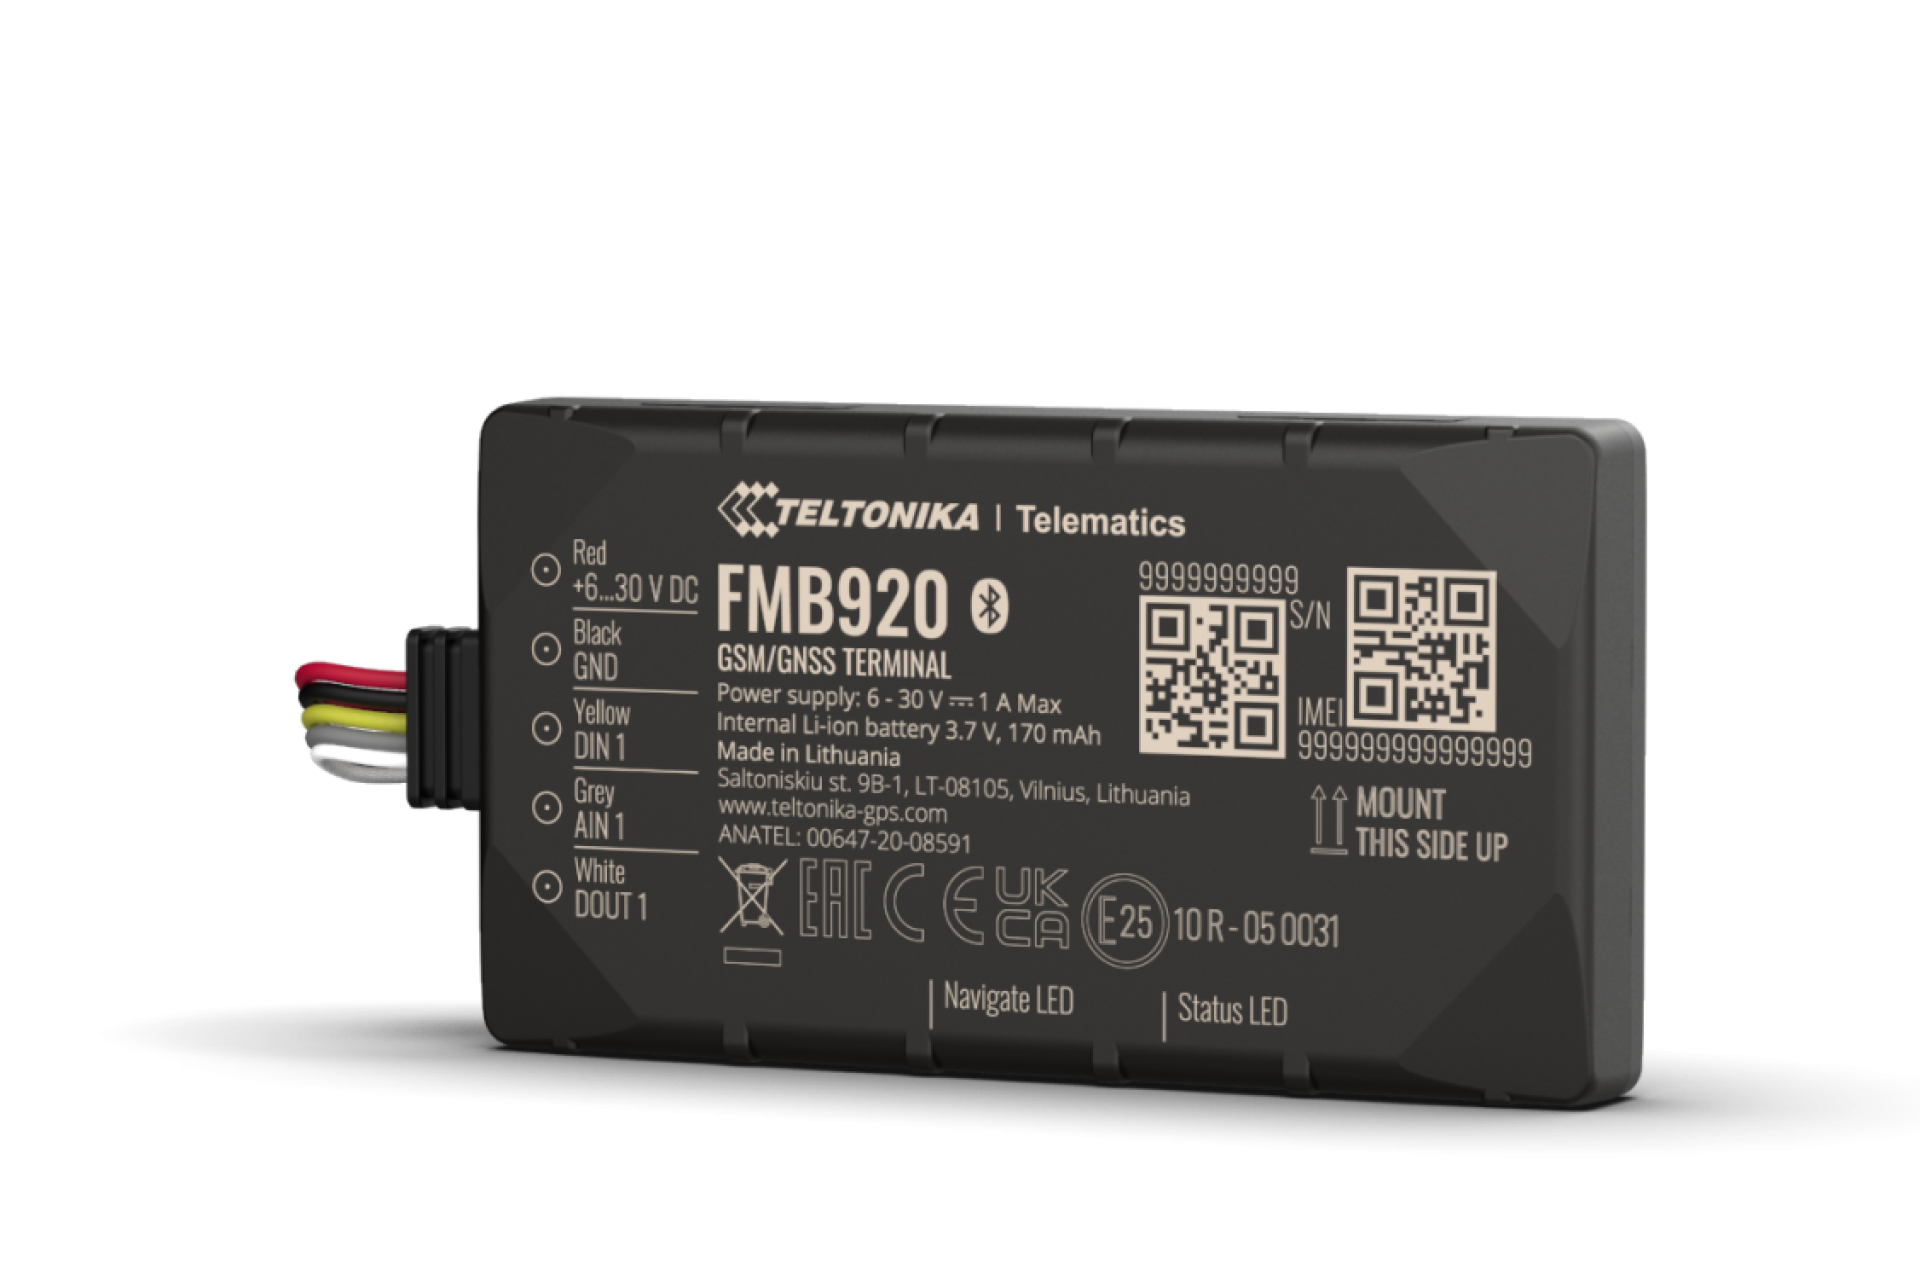 TELTONIKA | Telematics
Red
+6...30 V DC
Black
GND
Yellow
DIN 1
Grey
AIN 1
White
DOUT 1
FMB920
GSM/GNSS TERMINAL
Power supply: 6 - 30 V ⎓ 1 A Max
Internal Li-ion battery 3.7 V, 170 mAh
Made in Lithuania
Saltoniskiu st. 9B-1, LT-08105, Vilnius, Lithuania
www.teltonika-gps.com
ANATEL: 00647-20-08591
EAC CE UK
CA
E25 10 R - 05 0031
9999999999
S/N
IMEI
999999999999999
MOUNT
THIS SIDE UP
Navigate LED
Status LED